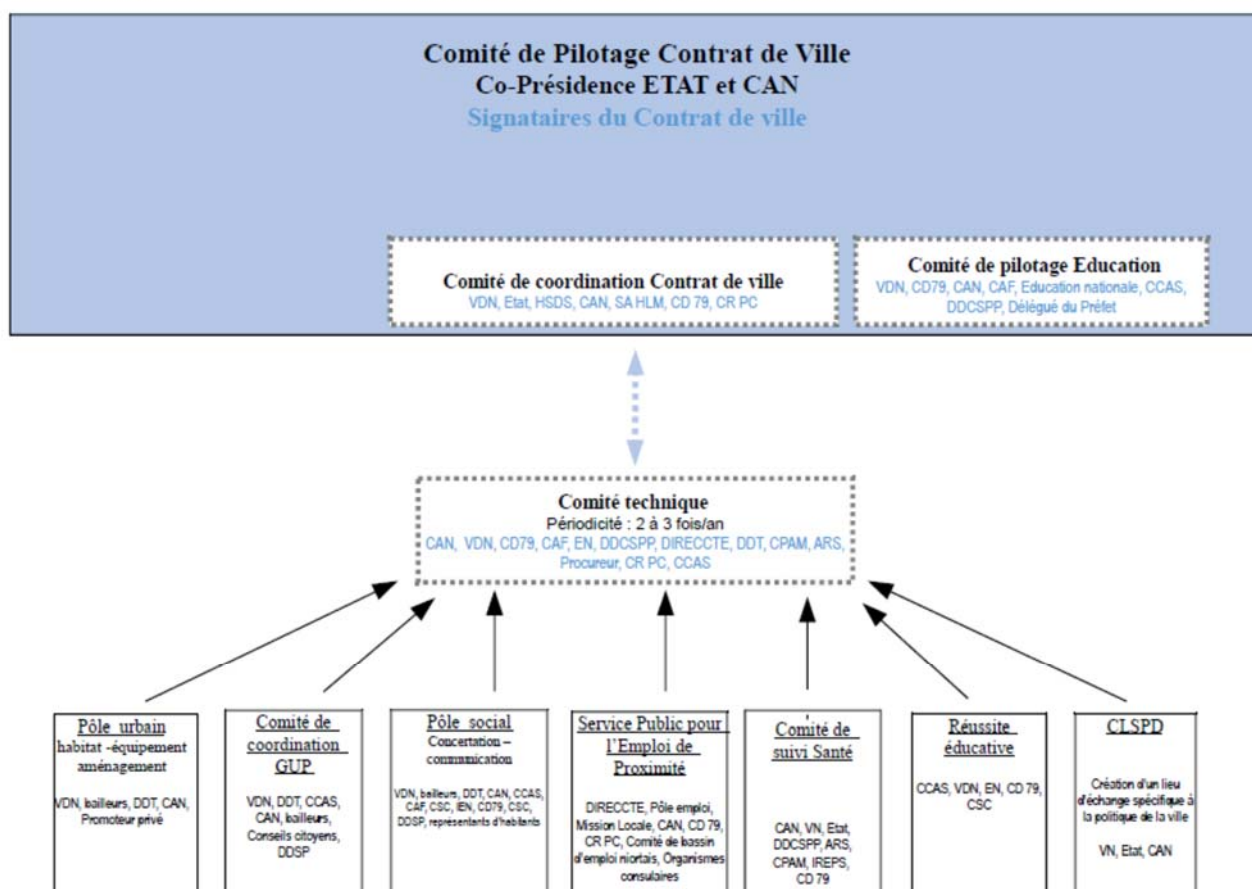 Comité de Pilotage Contrat de Ville
Co-Présidence ETAT et CAN
Signataires du Contrat de ville
Comité de coordination Contrat de ville
VDN, Etat, HSDS, CAN, SA HLM, CD 79, CR PC
Comité de pilotage Education
VDN, CD79, CAN, CAF, Education nationale, CCAS,
DDCSPP, Délégué du Préfet
Comité technique
Périodicité : 2 à 3 fois/an
CAN, VDN, CD79, CAF, EN, DDCSPP, DIRECCTE, DDT, CPAM, ARS,
Procureur, CR PC, CCAS
Pôle urbain
habitat -équipement
aménagement
VDN, bailleurs, DDT, CAN,
Promoteur privé
Comité de
coordination
GUP
VDN, DDT, CCAS,
CAN, bailleurs,
Conseils citoyens,
DDSP
Pôle social
Concertation –
communication
VDN, bailleurs, DDT, CAN, CCAS,
CAF, CSC, IEN, CD79, CSC,
DDSP, représentants d'habitants
Service Public pour
l'Emploi de
Proximité
DIRECCTE, Pôle emploi,
Mission Locale, CAN, CD 79,
CR PC, Comité de bassin
d'emploi niortais, Organismes
consulaires
Comité de
suivi Santé
CAN, VN, Etat,
DDCSPP, ARS,
CPAM, IREPS,
CD 79
Réussite
éducative
CCAS, VDN, EN, CD 79,
CSC
CLSPD
Création d'un lieu
d'échange spécifique à
la politique de la ville
VN, Etat, CAN